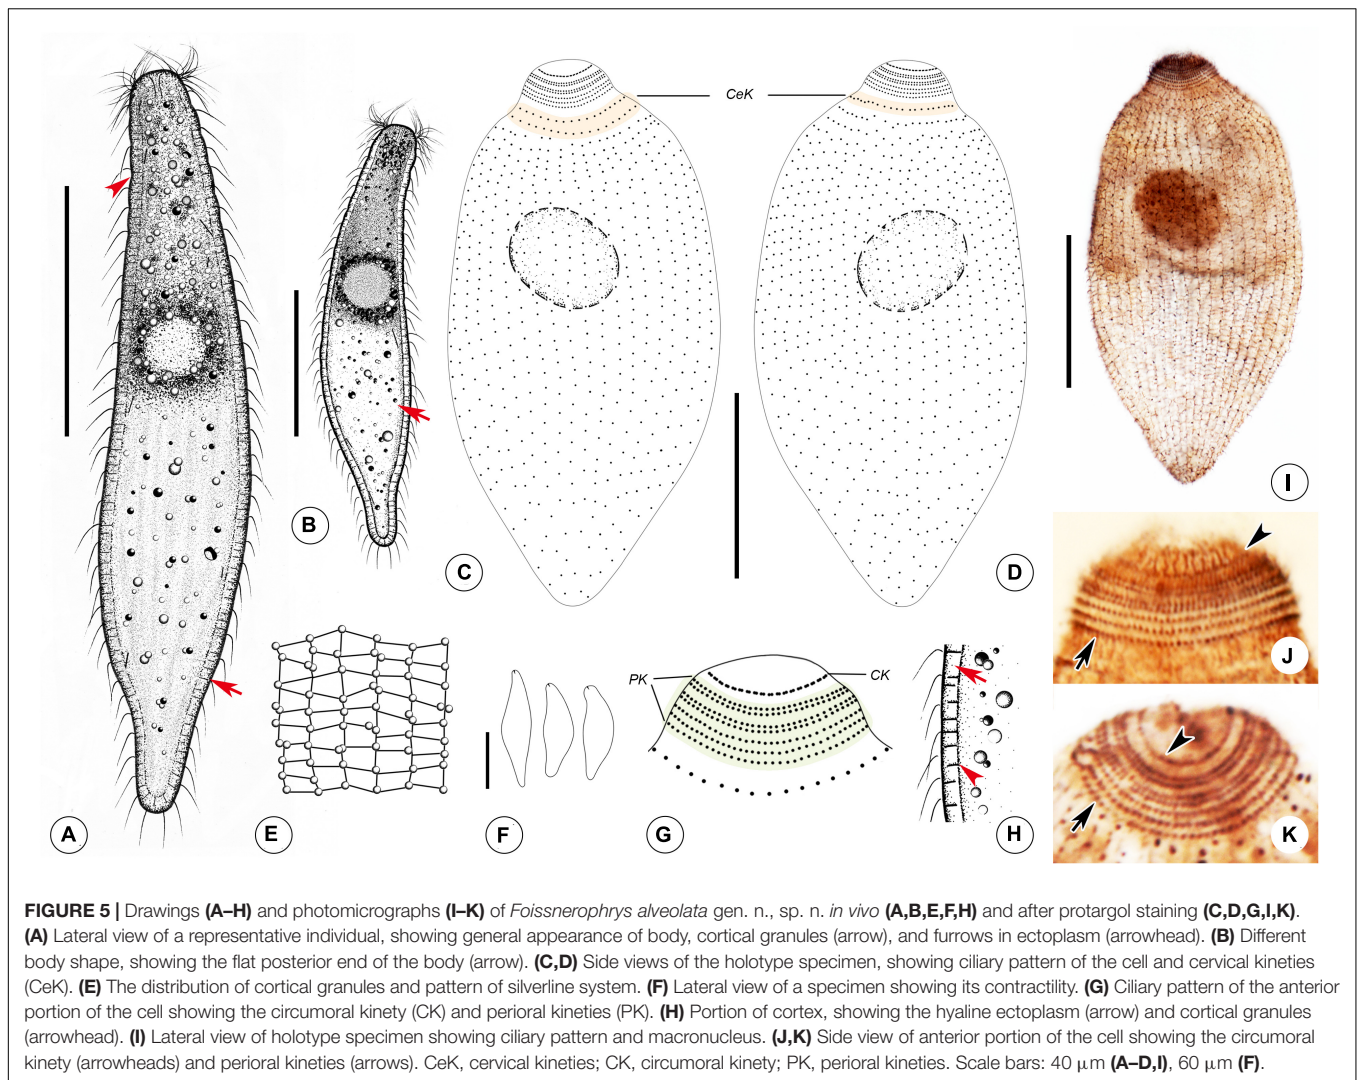 CeK
A
B
C
D
I
J
K
E
F
PK
CK
G
H
FIGURE 5 | Drawings (A–H) and photomicrographs (I–K) of Foissnerophrys alveolata gen. n., sp. n. in vivo (A,B,E,F,H) and after protargol staining (C,D,G,I,K).
(A) Lateral view of a representative individual, showing general appearance of body, cortical granules (arrow), and furrows in ectoplasm (arrowhead). (B) Different
body shape, showing the flat posterior end of the body (arrow). (C,D) Side views of the holotype specimen, showing ciliary pattern of the cell and cervical kineties
(CeK). (E) The distribution of cortical granules and pattern of silverline system. (F) Lateral view of a specimen showing its contractility. (G) Ciliary pattern of the anterior
portion of the cell showing the circumoral kinety (CK) and perioral kineties (PK). (H) Portion of cortex, showing the hyaline ectoplasm (arrow) and cortical granules
(arrowhead). (I) Lateral view of holotype specimen showing ciliary pattern and macronucleus. (J,K) Side view of anterior portion of the cell showing the circumoral
kinety (arrowheads) and perioral kineties (arrows). CeK, cervical kineties; CK, circumoral kinety; PK, perioral kineties. Scale bars: 40 μm (A–D,I), 60 μm (F).